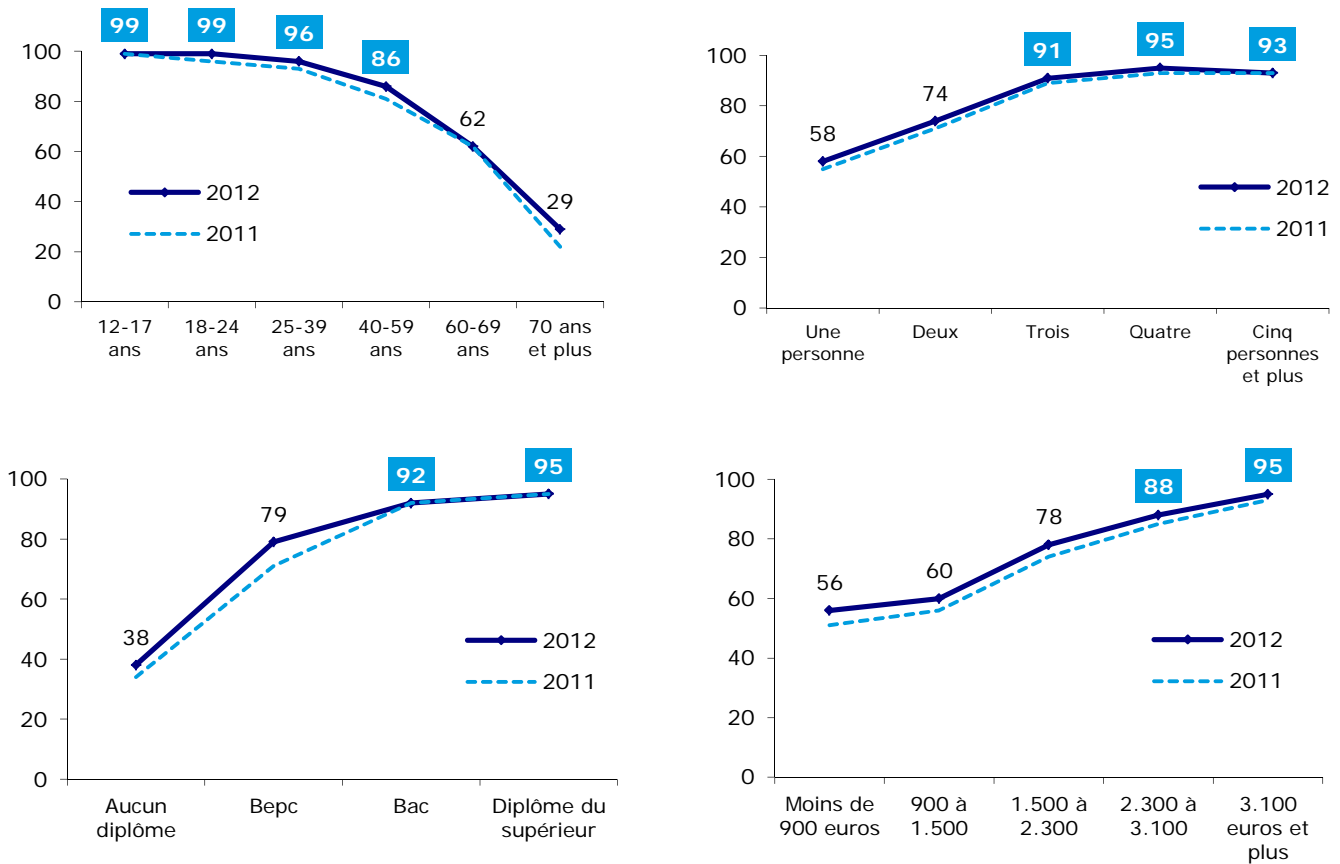 99
99
96
86
100
80
60
40
20
0
62
29
2012
2011
12-17
ans
18-24
ans
25-39
ans
40-59
ans
60-69
ans
70 ans
et plus
91
95
93
100
80
60
40
20
0
58
74
2012
2011
Une
personne
Deux
Trois
Quatre
Cinq
personnes
et plus
92
95
100
80
60
40
20
0
38
79
2012
2011
Aucun
diplôme
Bepc
Bac
Diplôme du
supérieur
88
95
100
80
60
40
20
0
56
60
78
2012
2011
Moins de
900 euros
900 à
1.500
1.500 à
2.300
2.300 à
3.100
3.100
euros et
plus